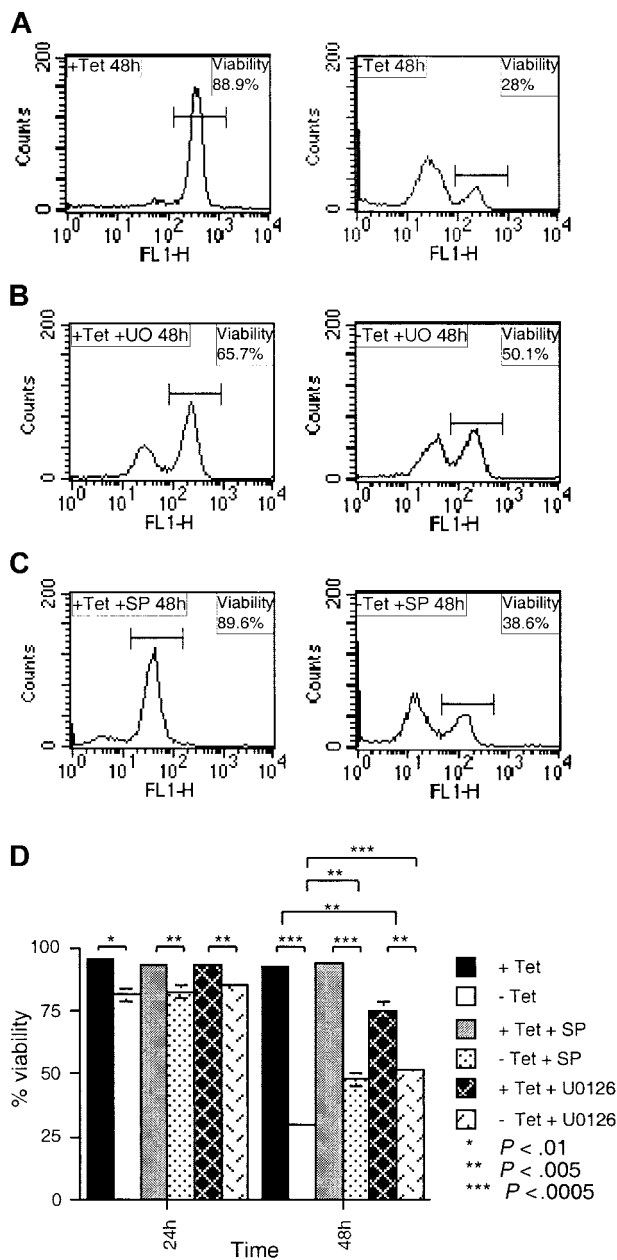 A
+Tet 48h
Viability
88.9%
200
Counts
0
10^0 10^1 10^2 10^3 10^4
FL1-H
-Tet 48h
Viability
28%
200
Counts
0
10^0 10^1 10^2 10^3 10^4
FL1-H
B
+Tet +UO 48h
Viability
65.7%
200
Counts
0
10^0 10^1 10^2 10^3 10^4
FL1-H
-Tet +UO 48h
Viability
50.1%
200
Counts
0
10^0 10^1 10^2 10^3 10^4
FL1-H
C
+Tet +SP 48h
Viability
89.6%
200
Counts
0
10^0 10^1 10^2 10^3 10^4
FL1-H
-Tet +SP 48h
Viability
38.6%
200
Counts
0
10^0 10^1 10^2 10^3 10^4
FL1-H
D
***
**
**
* ** ** *** *** **
100
75
50
25
0
% viability
24h
48h
Time
+ Tet
- Tet
+ Tet + SP
- Tet + SP
+ Tet + U0126
- Tet + U0126
* P < .01
** P < .005
*** P < .0005